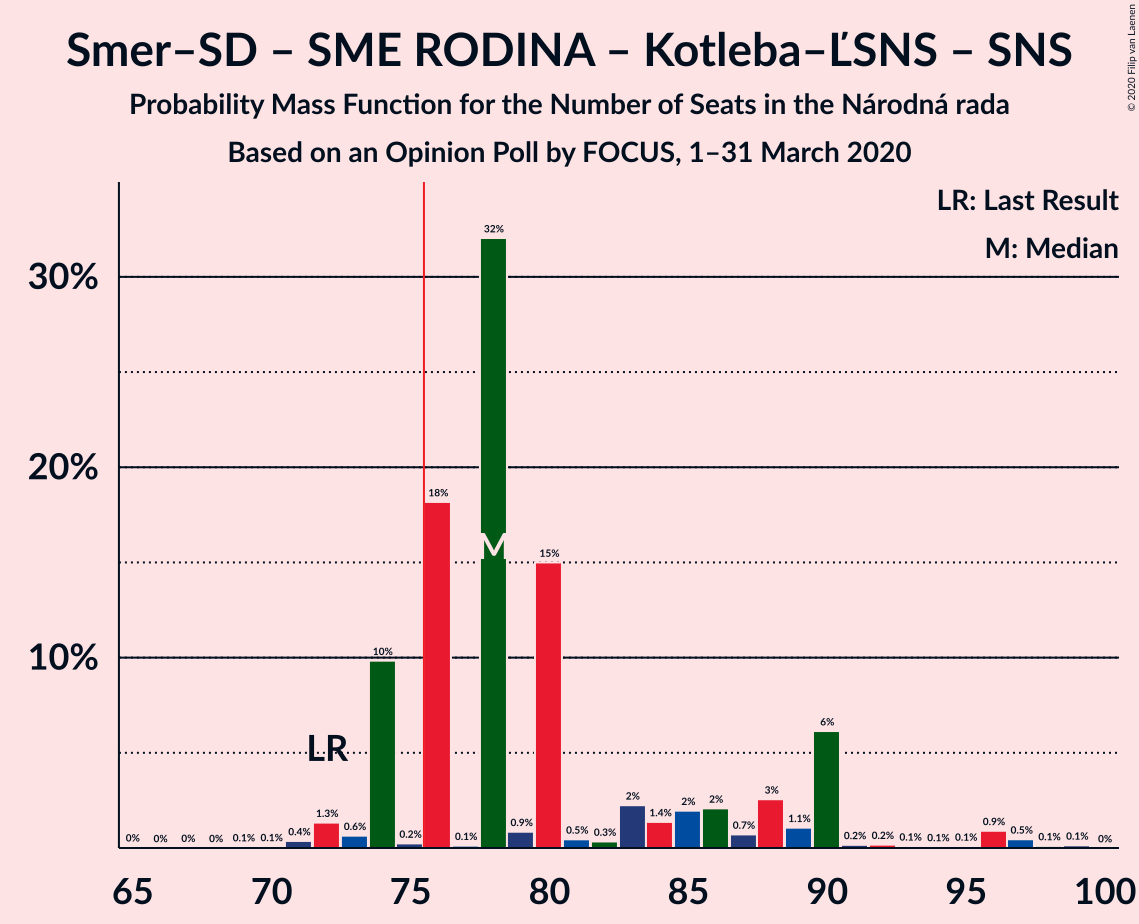 Smer–SD – SME RODINA – Kotleba–ĽSNS – SNS
Probability Mass Function for the Number of Seats in the Národná rada
Based on an Opinion Poll by FOCUS, 1–31 March 2020
© 2020 Filip van Laenen
LR: Last Result
M: Median
30%
20%
10%
LR
M
0% 0% 0% 0% 0.1% 0.1% 0.4% 1.3% 0.6% 10% 0.2% 18% 0.1% 32% 0.9% 15% 0.5% 0.3% 2% 1.4% 2% 2% 0.7% 3% 1.1% 6% 0.2% 0.2% 0.1% 0.1% 0.1% 0.9% 0.5% 0.1% 0.1% 0%
65 70 75 80 85 90 95 100